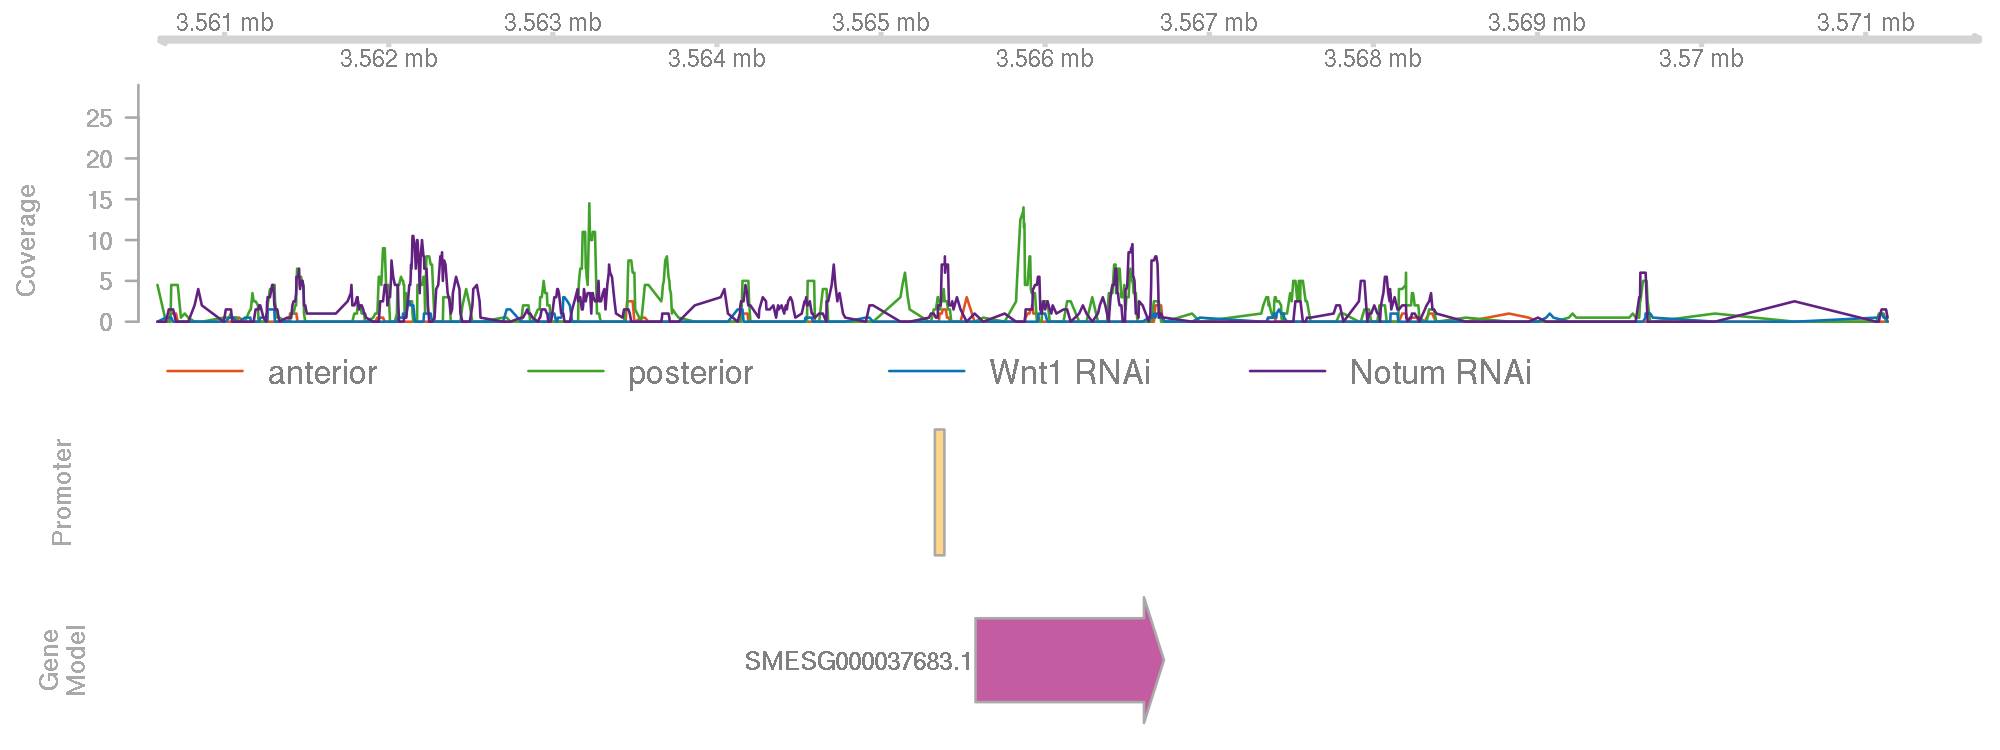 3.561 mb 3.563 mb 3.565 mb 3.567 mb 3.569 mb 3.571 mb
3.562 mb 3.564 mb 3.566 mb 3.568 mb 3.57 mb
Coverage
25
20
15
10
5
0
anterior posterior Wnt1 RNAi Notum RNAi
Promoter
Gene
Model
SMESG000037683.1